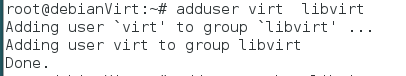 root@debianVirt:~# adduser virt  libvirt
Adding user `virt' to group `libvirt' ...
Adding user virt to group libvirt
Done.